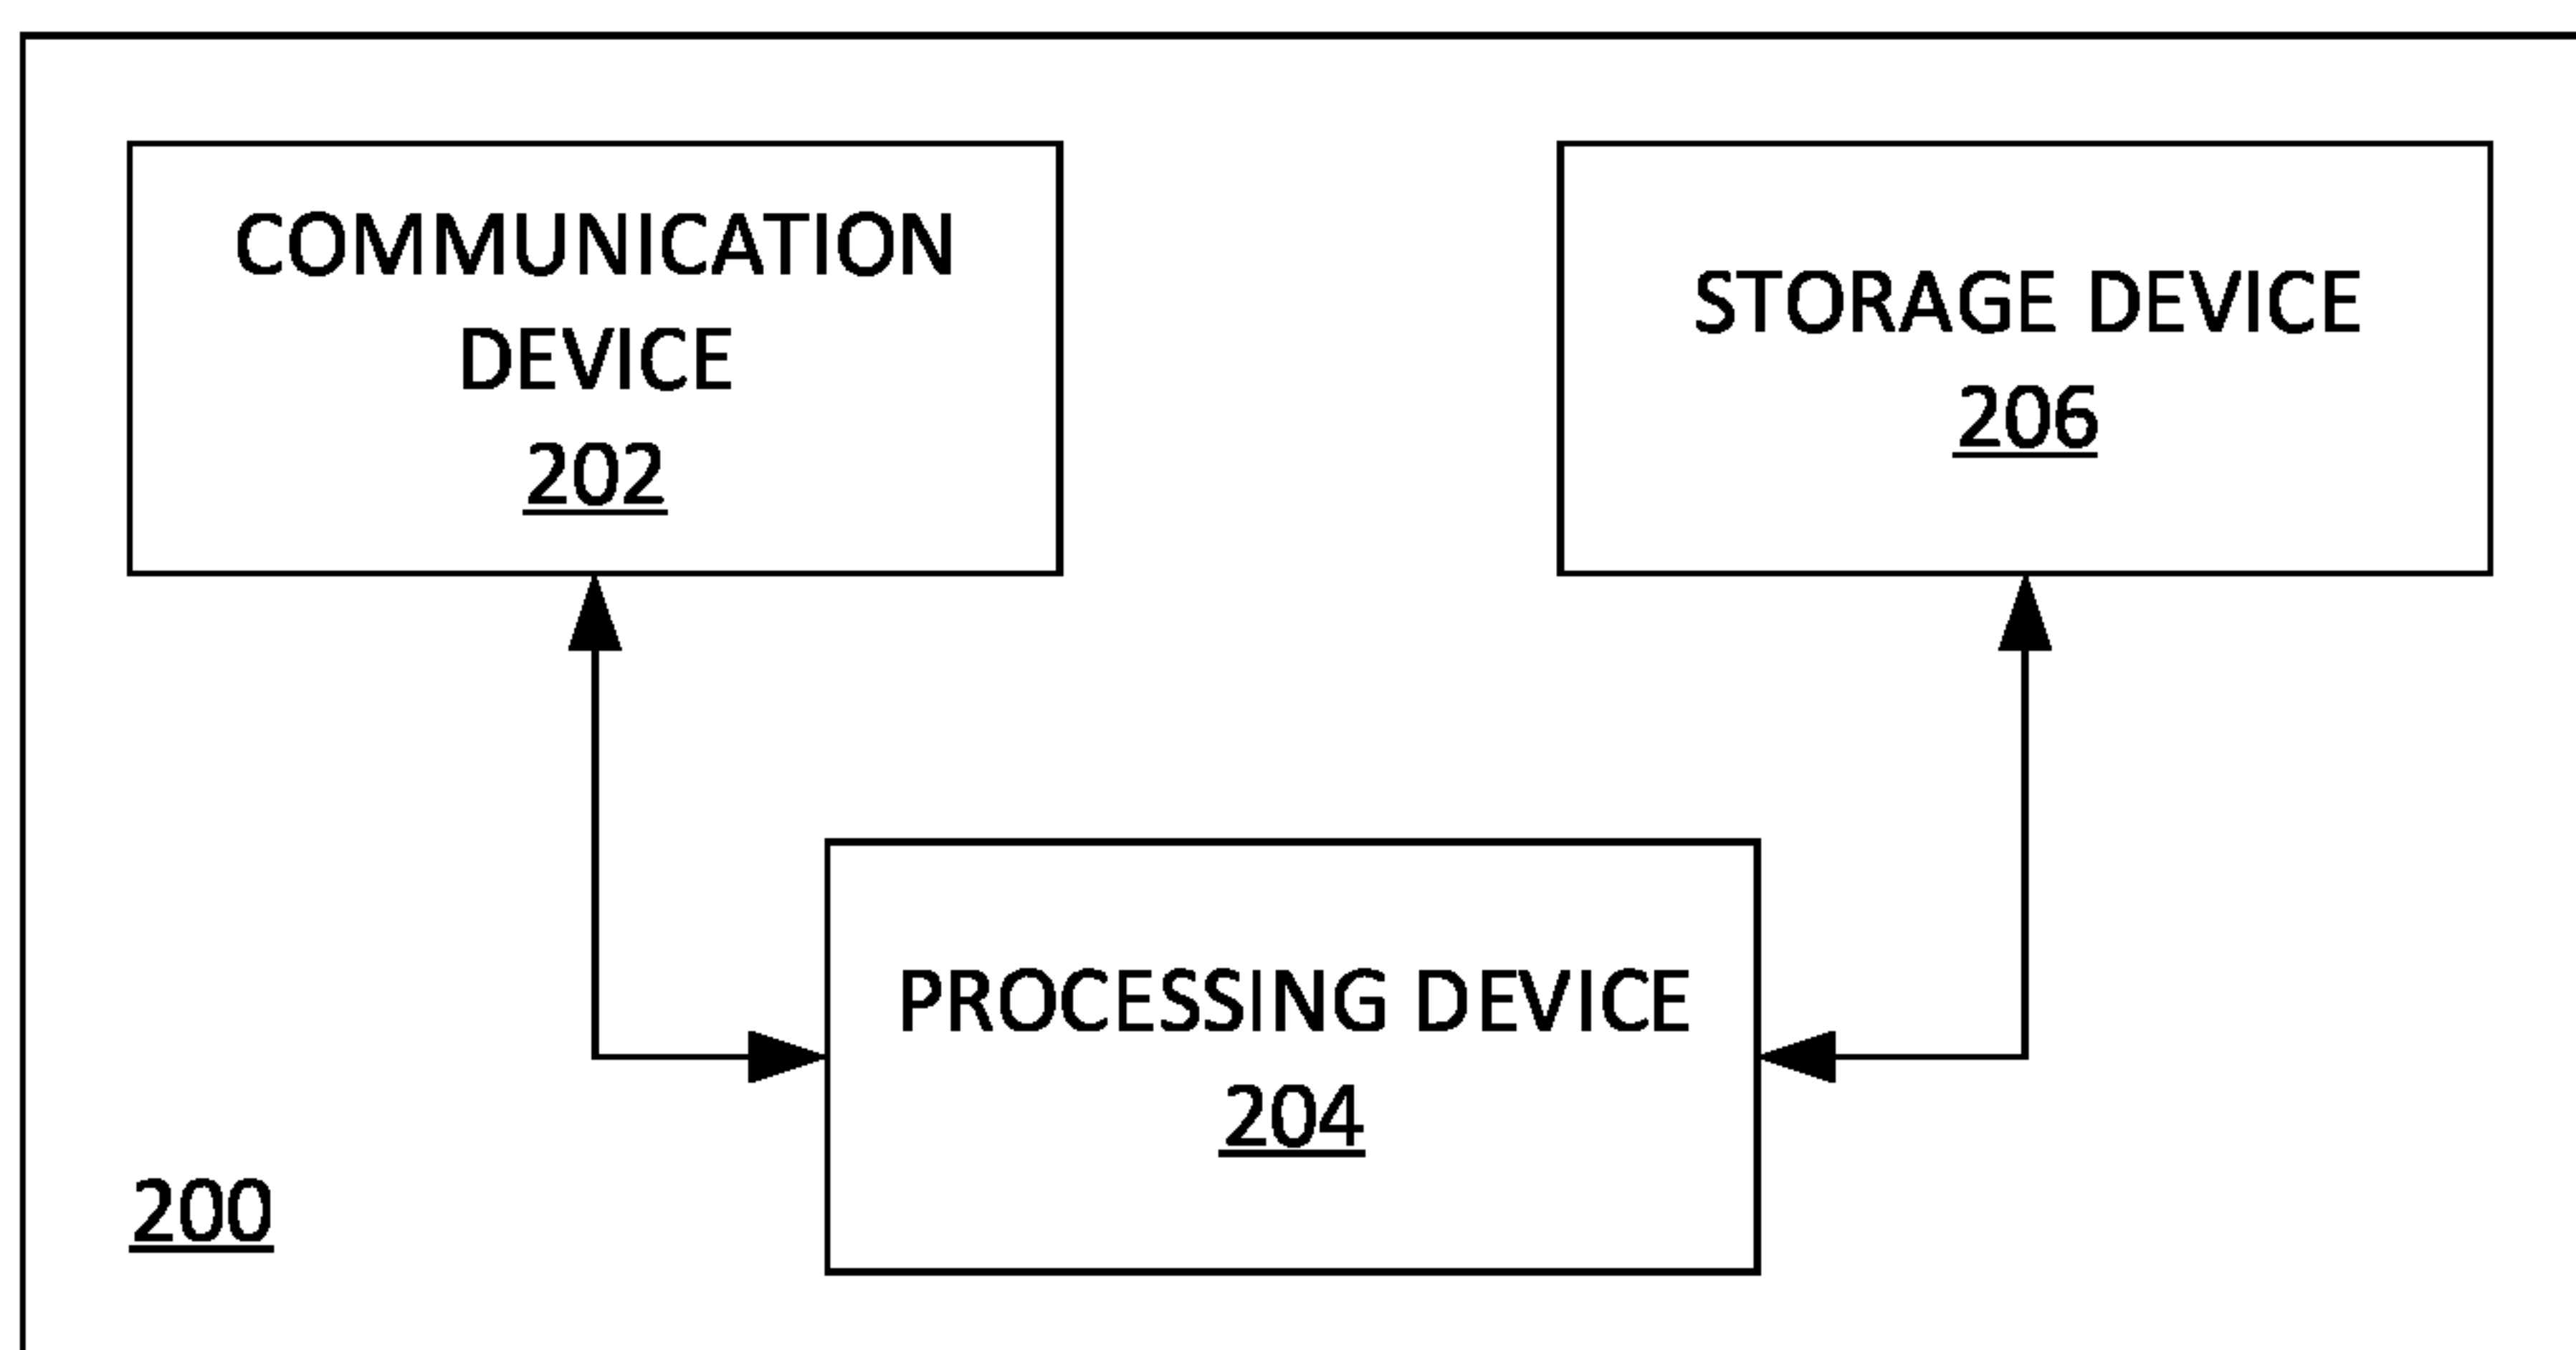 COMMUNICATION
DEVICE
202
STORAGE DEVICE
206
PROCESSING DEVICE
204
200